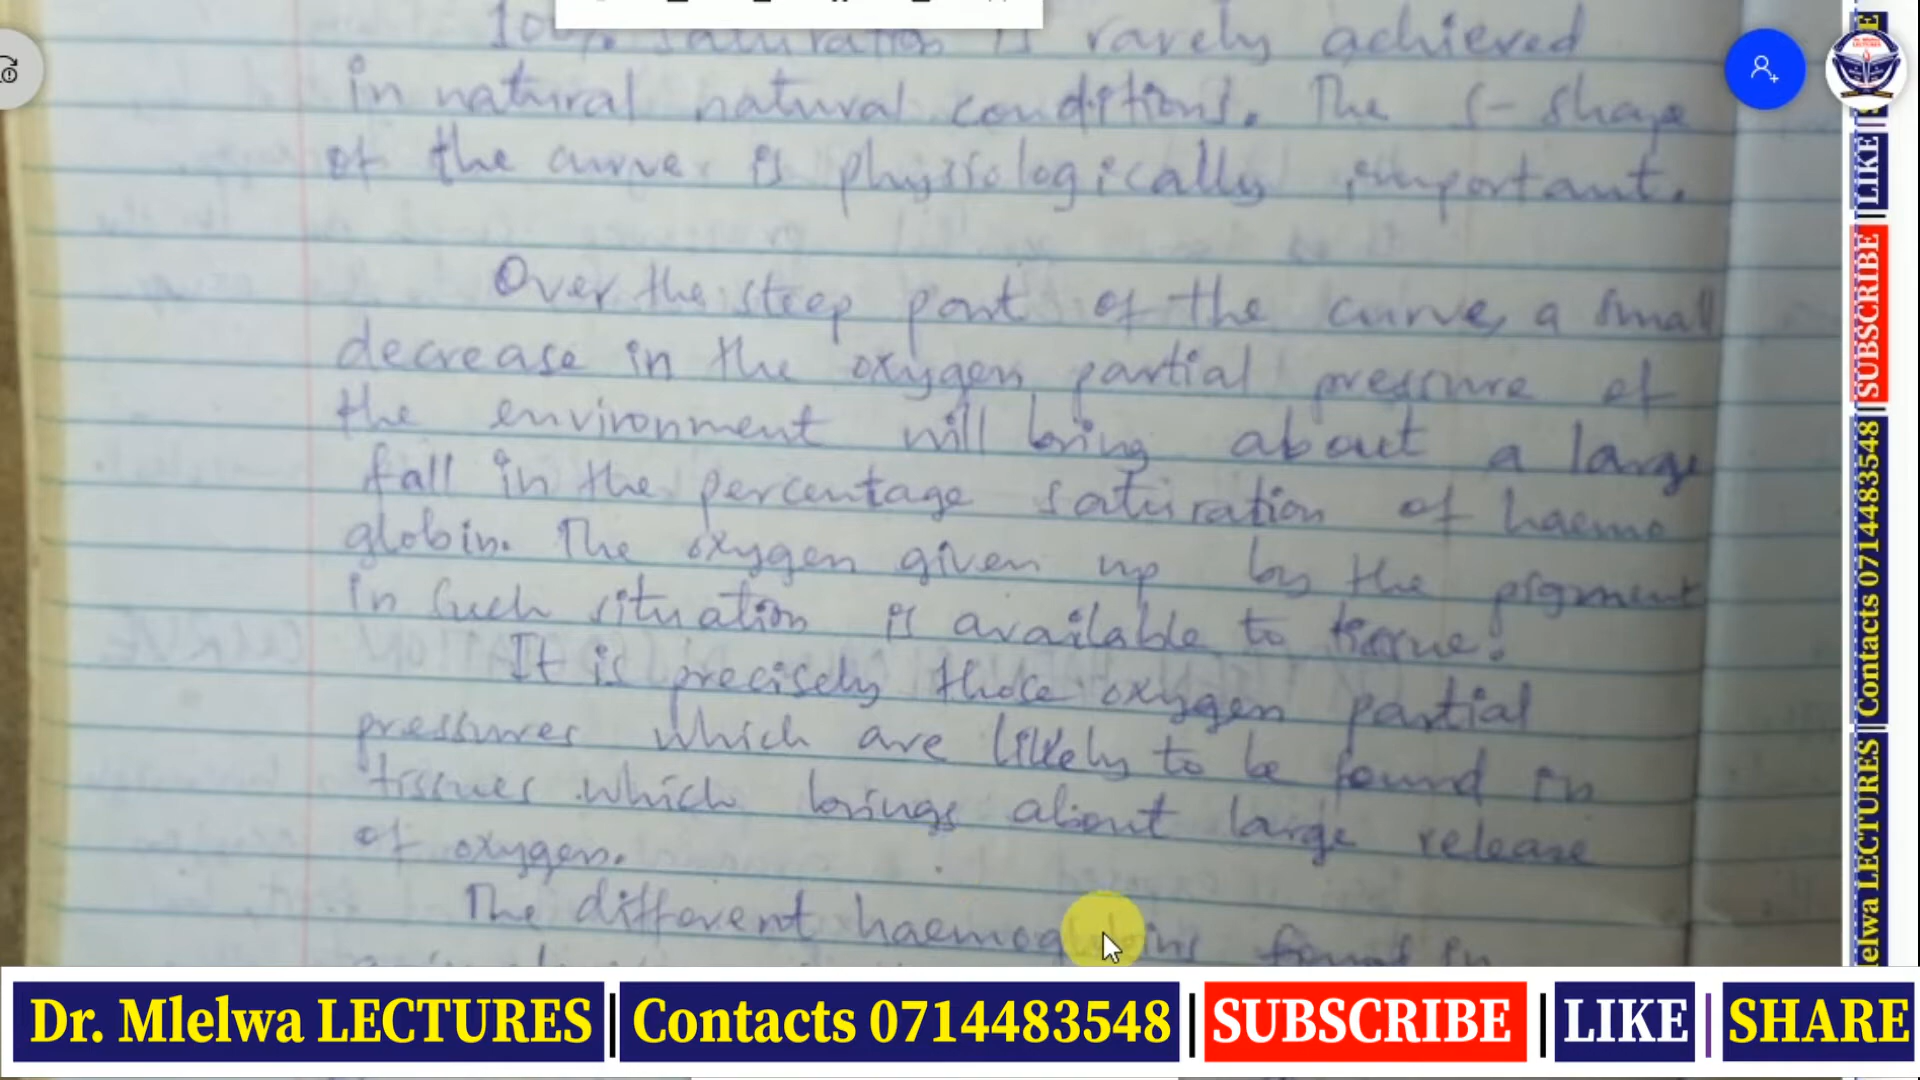 100% saturation is rarely achieved
in natural natural conditions. The S-shape
of the curve is physiologically important.
Over the steep part of the curve, a small
decrease in the oxygen partial pressure of
the environment will bring about a large
fall in the percentage saturation of haemo
globin. The oxygen given up by the pigment
in such situation is available to tissue.
It is precisely those oxygen partial
pressures which are likely to be found in
tissues which brings about large release
of oxygen.
The different haemoglobins found in
Dr. Mlelwa LECTURES | Contacts 0714483548 | SUBSCRIBE | LIKE | SHARE
lelwa LECTURES | Contacts 0714483548 | SUBSCRIBE | LIKE |